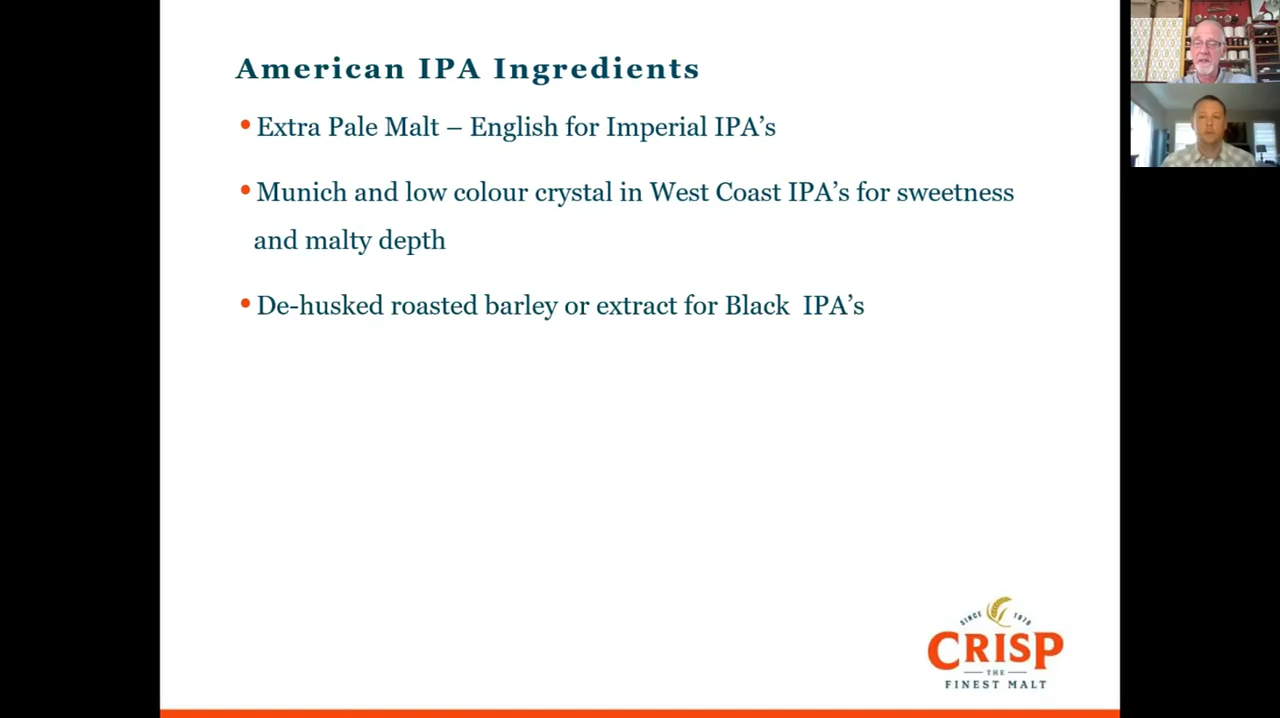 American IPA Ingredients
•Extra Pale Malt – English for Imperial IPA’s
•Munich and low colour crystal in West Coast IPA’s for sweetness
and malty depth
•De-husked roasted barley or extract for Black  IPA’s
SINCE 1870
CRISP
THE
FINEST MALT